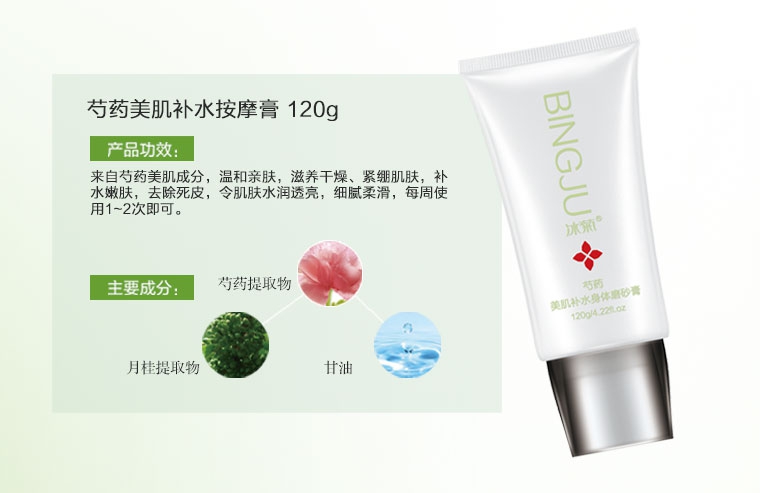 芍药美肌补水按摩膏 120g
产品功效：
来自芍药美肌成分，温和亲肤，滋养干燥、紧绷肌肤，补
水嫩肤，去除死皮，令肌肤水润透亮，细腻柔滑，每周使
用1~2次即可。
主要成分：
芍药提取物
月桂提取物
甘油
BINGJU
冰菊®
芍药
美肌补水身体磨砂膏
120g/4.22fl.oz